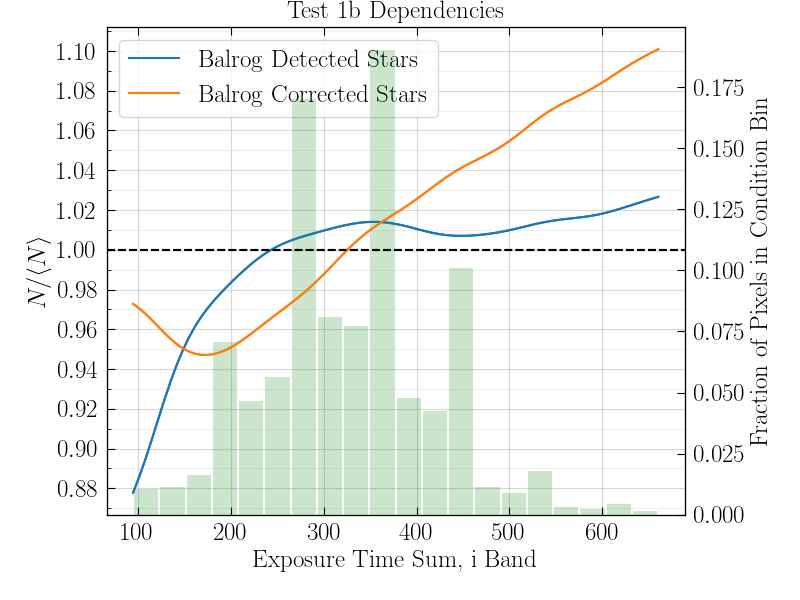 Test 1b Dependencies
Balrog Detected Stars
Balrog Corrected Stars
N/⟨N⟩
1.10
1.08
1.06
1.04
1.02
1.00
0.98
0.96
0.94
0.92
0.90
0.88
0.175
0.150
0.125
0.100
0.075
0.050
0.025
0.000
Fraction of Pixels in Condition Bin
100 200 300 400 500 600
Exposure Time Sum, i Band